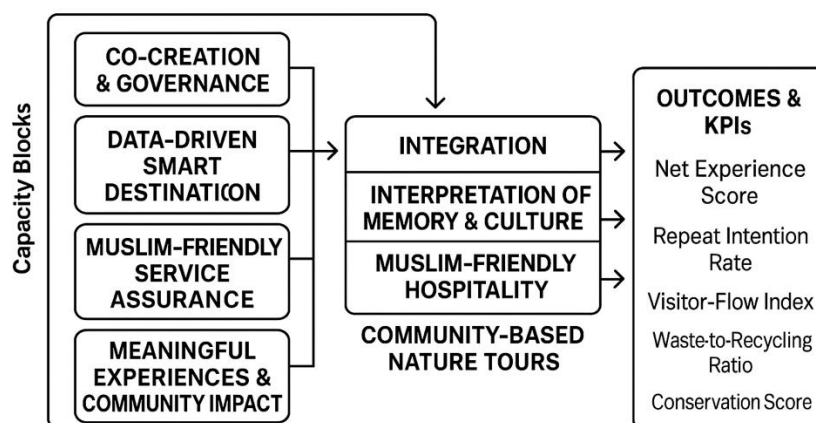 Capacity Blocks
CO-CREATION
& GOVERNANCE
DATA-DRIVEN
SMART
DESTINATION
MUSLIM-FRIENDLY
SERVICE
ASSURANCE
MEANINGFUL
EXPERIENCES &
COMMUNITY IMPACT
INTEGRATION
INTERPRETATION OF
MEMORY & CULTURE
MUSLIM-FRIENDLY
HOSPITALITY
COMMUNITY-BASED
NATURE TOURS
OUTCOMES &
KPIs
Net Experience
Score
Repeat Intention
Rate
Visitor-Flow Index
Waste-to-Recycling
Ratio
Conservation Score